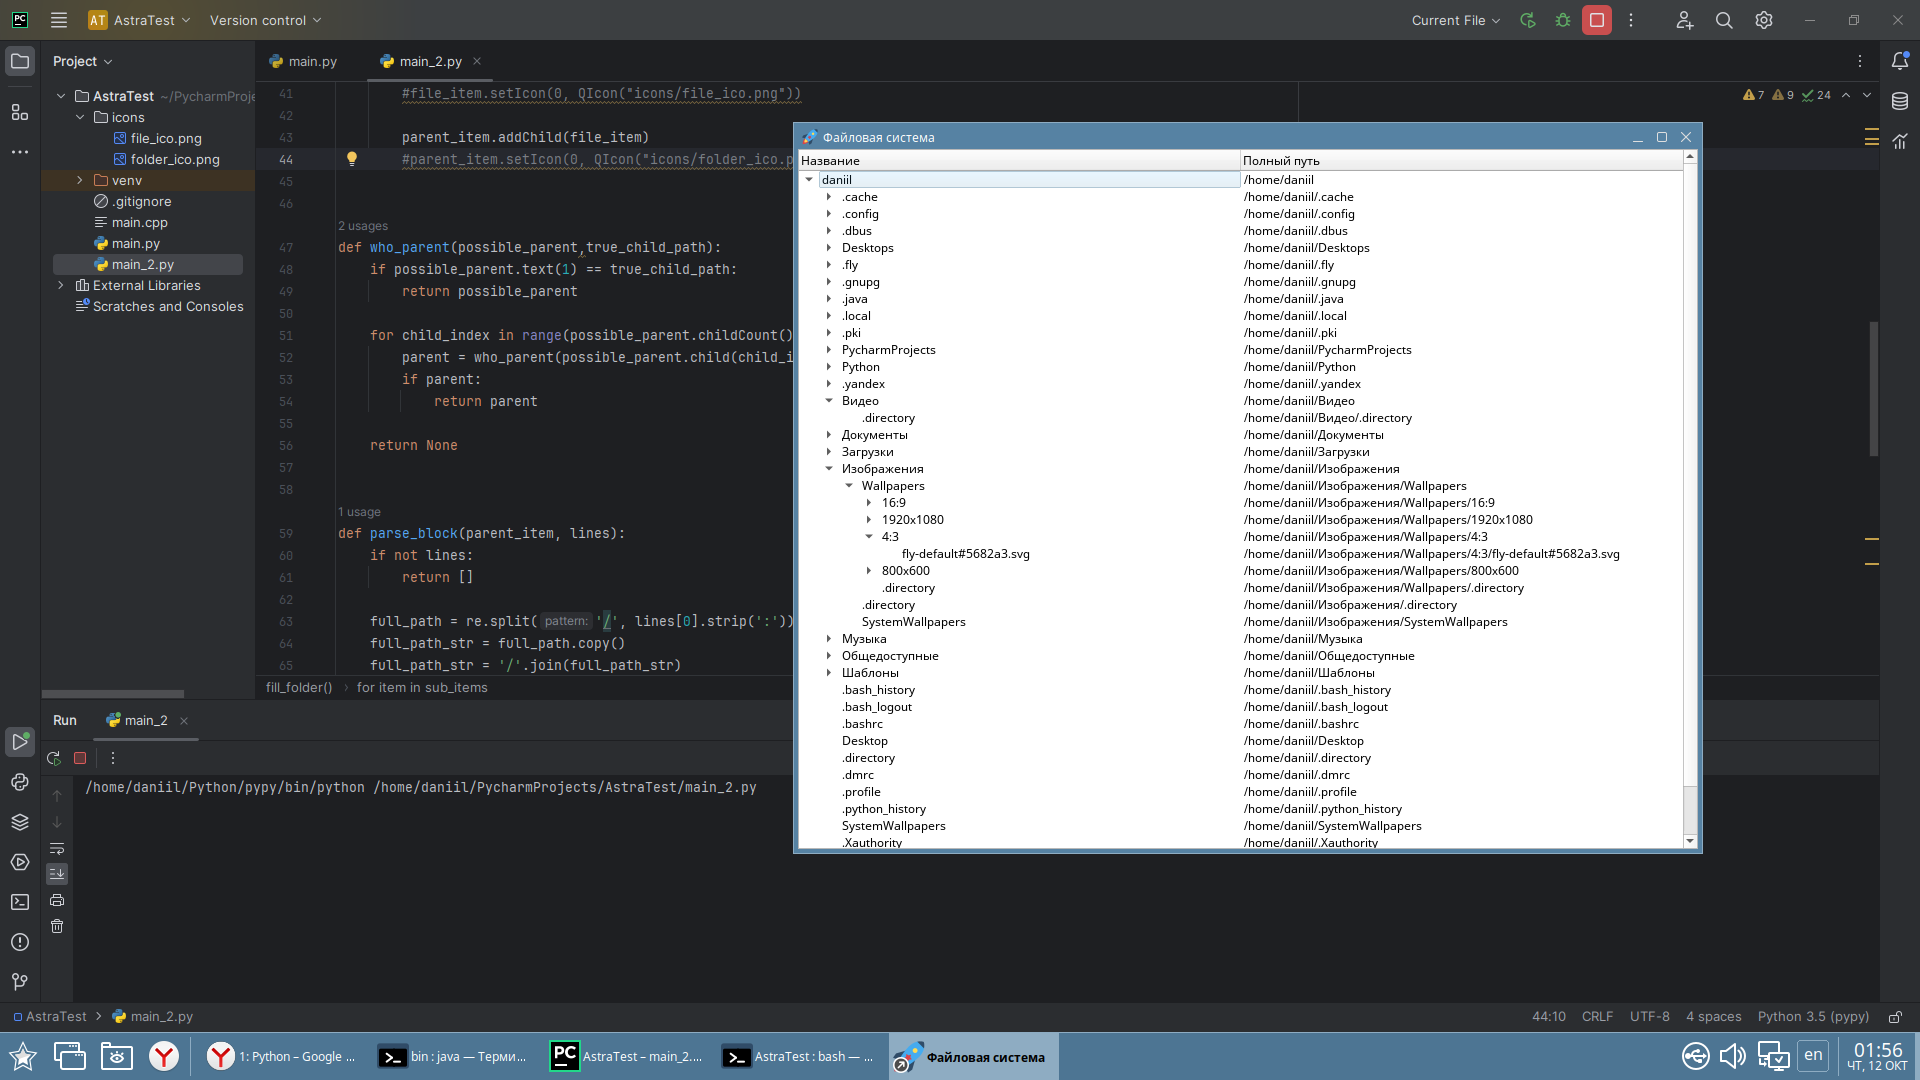 PC AT AstraTest Version control Current File
Project
main.py main_2.py
AstraTest ~/PycharmProje
icons
file_ico.png
folder_ico.png
venv
.gitignore
main.cpp
main.py
main_2.py
External Libraries
Scratches and Consoles
7 9 24
41 #file_item.setIcon(0, QIcon("icons/file_ico.png"))
42
43 parent_item.addChild(file_item)
44 #parent_item.setIcon(0, QIcon("icons/folder_ico.p
45
46
2 usages
47 def who_parent(possible_parent,true_child_path):
48 if possible_parent.text(1) == true_child_path:
49 return possible_parent
50
51 for child_index in range(possible_parent.childCount()
52 parent = who_parent(possible_parent.child(child_i
53 if parent:
54 return parent
55
56 return None
57
58
1 usage
59 def parse_block(parent_item, lines):
60 if not lines:
61 return []
62
63 full_path = re.split( pattern: '/', lines[0].strip(':'))
64 full_path_str = full_path.copy()
65 full_path_str = '/'.join(full_path_str)
fill_folder() › for item in sub_items
Файловая система
Название Полный путь
daniil /home/daniil
.cache /home/daniil/.cache
.config /home/daniil/.config
.dbus /home/daniil/.dbus
Desktops /home/daniil/Desktops
.fly /home/daniil/.fly
.gnupg /home/daniil/.gnupg
.java /home/daniil/.java
.local /home/daniil/.local
.pki /home/daniil/.pki
PycharmProjects /home/daniil/PycharmProjects
Python /home/daniil/Python
.yandex /home/daniil/.yandex
Видео /home/daniil/Видео
.directory /home/daniil/Видео/.directory
Документы /home/daniil/Документы
Загрузки /home/daniil/Загрузки
Изображения /home/daniil/Изображения
Wallpapers /home/daniil/Изображения/Wallpapers
16:9 /home/daniil/Изображения/Wallpapers/16:9
1920x1080 /home/daniil/Изображения/Wallpapers/1920x1080
4:3 /home/daniil/Изображения/Wallpapers/4:3
fly-default#5682a3.svg /home/daniil/Изображения/Wallpapers/4:3/fly-default#5682a3.svg
800x600 /home/daniil/Изображения/Wallpapers/800x600
.directory /home/daniil/Изображения/Wallpapers/.directory
.directory /home/daniil/Изображения/.directory
SystemWallpapers /home/daniil/Изображения/SystemWallpapers
Музыка /home/daniil/Музыка
Общедоступные /home/daniil/Общедоступные
Шаблоны /home/daniil/Шаблоны
.bash_history /home/daniil/.bash_history
.bash_logout /home/daniil/.bash_logout
.bashrc /home/daniil/.bashrc
Desktop /home/daniil/Desktop
.directory /home/daniil/.directory
.dmrc /home/daniil/.dmrc
.profile /home/daniil/.profile
.python_history /home/daniil/.python_history
SystemWallpapers /home/daniil/SystemWallpapers
.Xauthority /home/daniil/.Xauthority
Run main_2
/home/daniil/Python/pypy/bin/python /home/daniil/PycharmProjects/AstraTest/main_2.py
AstraTest › main_2.py 44:10 CRLF UTF-8 4 spaces Python 3.5 (pypy)
1: Python – Google ... bin : java — Терми... PC AstraTest – main_2.... AstraTest : bash — ... Файловая система en 01:56
ЧТ, 12 ОКТ